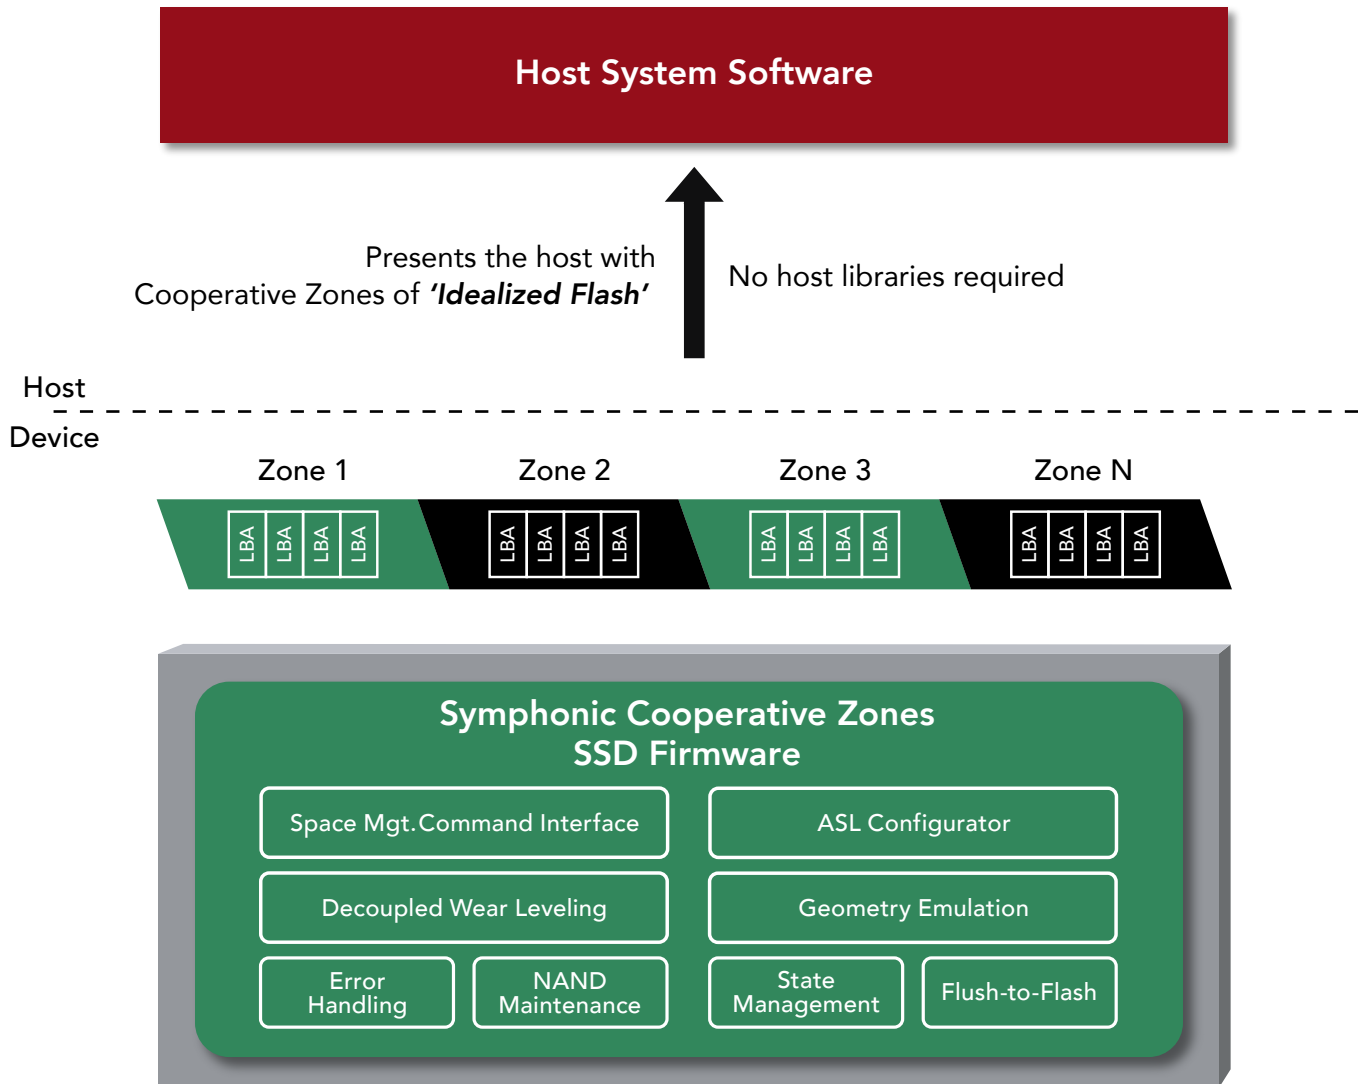 Host System Software
Presents the host with
Cooperative Zones of ’Idealized Flash’
No host libraries required
Host
Device
Zone 1
Zone 2
Zone 3
Zone N
LBA LBA LBA LBA
LBA LBA LBA LBA
LBA LBA LBA LBA
LBA LBA LBA LBA
Symphonic Cooperative Zones
SSD Firmware
Space Mgt.Command Interface
ASL Configurator
Decoupled Wear Leveling
Geometry Emulation
Error
Handling
NAND
Maintenance
State
Management
Flush-to-Flash